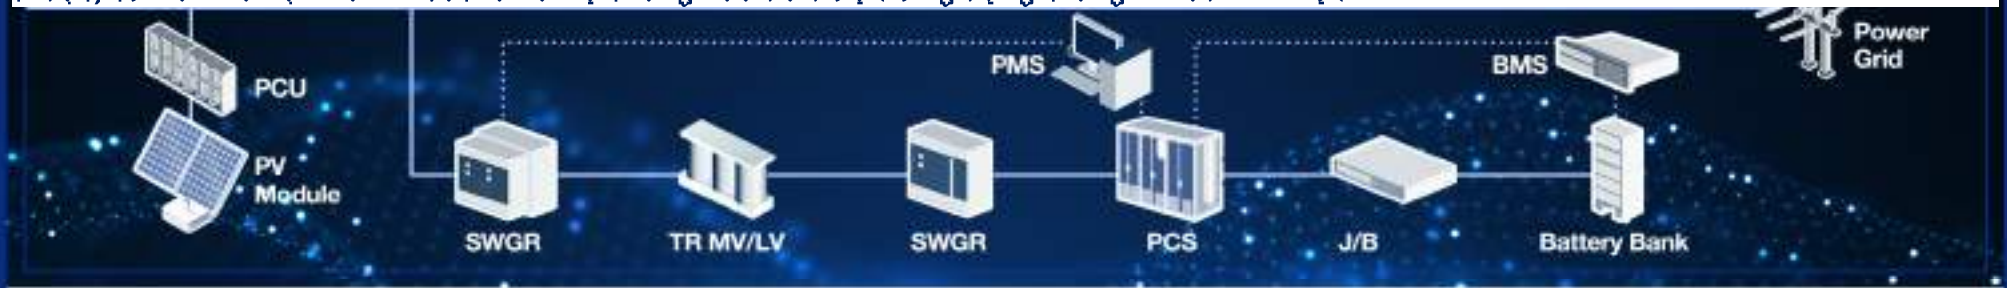 Power
Grid
PMS
BMS
PCU
PV
Module
SWGR
TR MV/LV
SWGR
PCS
J/B
Battery Bank